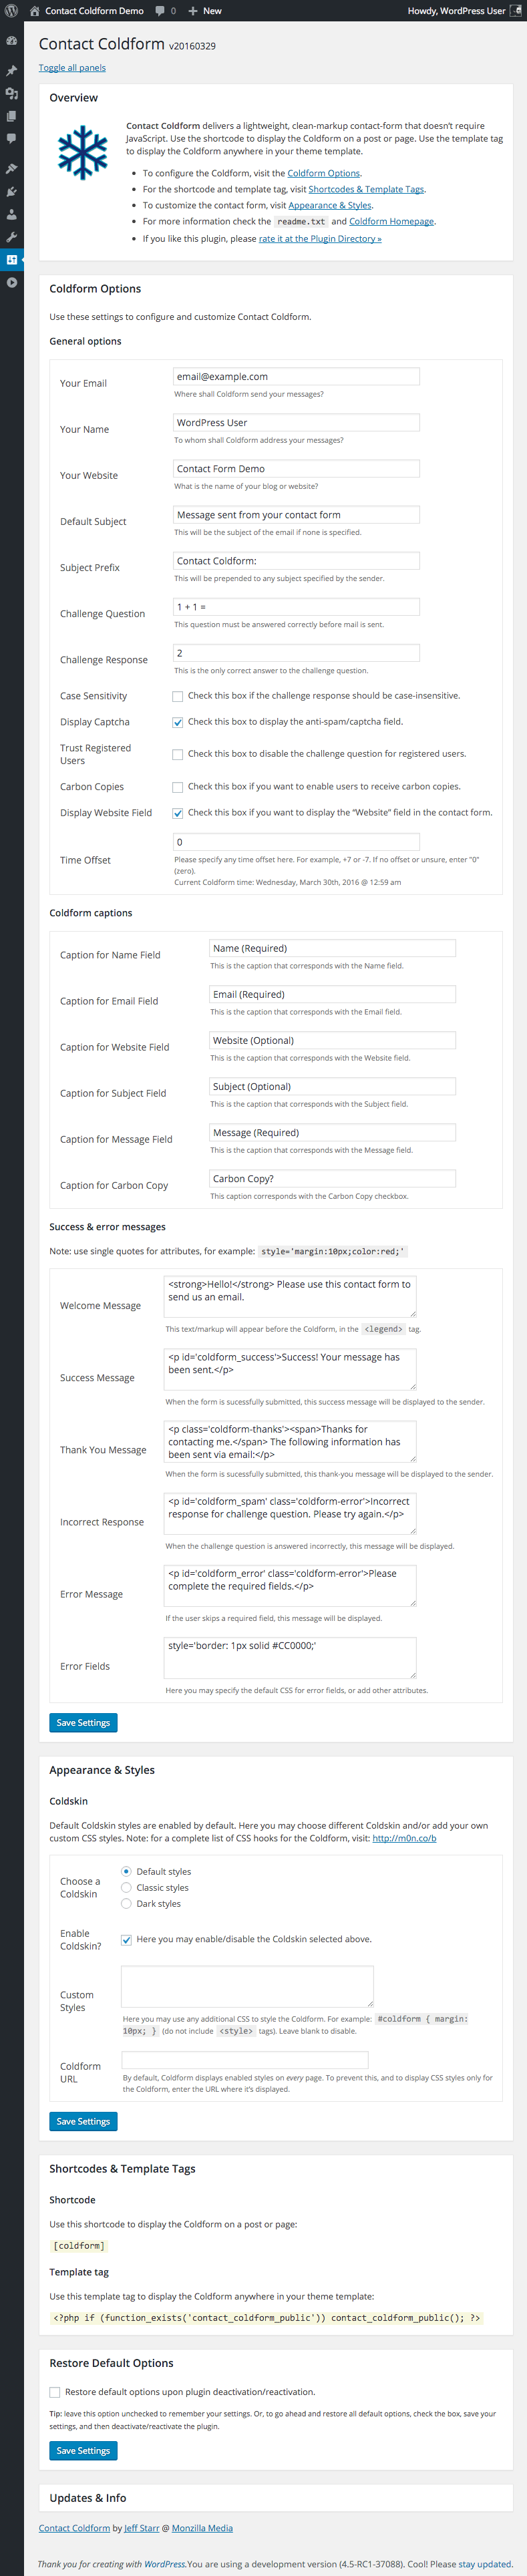 Contact Coldform Demo 0 New Howdy, WordPress User
Contact Coldform v20160329
Toggle all panels
Overview
Contact Coldform delivers a lightweight, clean-markup contact-form that doesn't require
JavaScript. Use the shortcode to display the Coldform on a post or page. Use the template tag
to display the Coldform anywhere in your theme template.
• To configure the Coldform, visit the Coldform Options.
• For the shortcode and template tag, visit Shortcodes & Template Tags.
• To customize the contact form, visit Appearance & Styles.
• For more information check the readme.txt and Coldform Homepage.
• If you like this plugin, please rate it at the Plugin Directory »
Coldform Options
Use these settings to configure and customize Contact Coldform.
General options
Your Email
email@example.com
Where shall Coldform send your messages?
Your Name
WordPress User
To whom shall Coldform address your messages?
Your Website
Contact Form Demo
What is the name of your blog or website?
Default Subject
Message sent from your contact form
This will be the subject of the email if none is specified.
Subject Prefix
Contact Coldform:
This will be prepended to any subject specified by the sender.
Challenge Question
1 + 1 =
This question must be answered correctly before mail is sent.
Challenge Response
2
This is the only correct answer to the challenge question.
Case Sensitivity
Check this box if the challenge response should be case-insensitive.
Display Captcha
Check this box to display the anti-spam/captcha field.
Trust Registered
Users
Check this box to disable the challenge question for registered users.
Carbon Copies
Check this box if you want to enable users to receive carbon copies.
Display Website Field
Check this box if you want to display the "Website" field in the contact form.
Time Offset
0
Please specify any time offset here. For example, +7 or -7. If no offset or unsure, enter "0"
(zero).
Current Coldform time: Wednesday, March 30th, 2016 @ 12:59 am
Coldform captions
Caption for Name Field
Name (Required)
This is the caption that corresponds with the Name field.
Caption for Email Field
Email (Required)
This is the caption that corresponds with the Email field.
Caption for Website Field
Website (Optional)
This is the caption that corresponds with the Website field.
Caption for Subject Field
Subject (Optional)
This is the caption that corresponds with the Subject field.
Caption for Message Field
Message (Required)
This is the caption that corresponds with the Message field.
Caption for Carbon Copy
Carbon Copy?
This caption corresponds with the Carbon Copy checkbox.
Success & error messages
Note: use single quotes for attributes, for example: style='margin:10px;color:red;'
Welcome Message
<strong>Hello!</strong> Please use this contact form to
send us an email.
This text/markup will appear before the Coldform, in the <legend> tag.
Success Message
<p id='coldform_success'>Success! Your message has
been sent.</p>
When the form is sucessfully submitted, this success message will be displayed to the sender.
Thank You Message
<p class='coldform-thanks'><span>Thanks for
contacting me.</span> The following information has
been sent via email:</p>
When the form is sucessfully submitted, this thank-you message will be displayed to the sender.
Incorrect Response
<p id='coldform_spam' class='coldform-error'>Incorrect
response for challenge question. Please try again.</p>
When the challenge question is answered incorrectly, this message will be displayed.
Error Message
<p id='coldform_error' class='coldform-error'>Please
complete the required fields.</p>
If the user skips a required field, this message will be displayed.
Error Fields
style='border: 1px solid #CC0000;'
Here you may specify the default CSS for error fields, or add other attributes.
Save Settings
Appearance & Styles
Coldskin
Default Coldskin styles are enabled by default. Here you may choose different Coldskin and/or add your own
custom CSS styles. Note: for a complete list of CSS hooks for the Coldform, visit: http://m0n.co/b
Choose a
Coldskin
Default styles
Classic styles
Dark styles
Enable
Coldskin?
Here you may enable/disable the Coldskin selected above.
Custom
Styles
Here you may use any additional CSS to style the Coldform. For example: #coldform { margin:
10px; } (do not include <style> tags). Leave blank to disable.
Coldform
URL
By default, Coldform displays enabled styles on every page. To prevent this, and to display CSS styles only for
the Coldform, enter the URL where it's displayed.
Save Settings
Shortcodes & Template Tags
Shortcode
Use this shortcode to display the Coldform on a post or page:
[coldform]
Template tag
Use this template tag to display the Coldform anywhere in your theme template:
<?php if (function_exists('contact_coldform_public')) contact_coldform_public(); ?>
Restore Default Options
Restore default options upon plugin deactivation/reactivation.
Tip: leave this option unchecked to remember your settings. Or, to go ahead and restore all default options, check the box, save your
settings, and then deactivate/reactivate the plugin.
Save Settings
Updates & Info
Contact Coldform by Jeff Starr @ Monzilla Media
Thank you for creating with WordPress. You are using a development version (4.5-RC1-37088). Cool! Please stay updated.